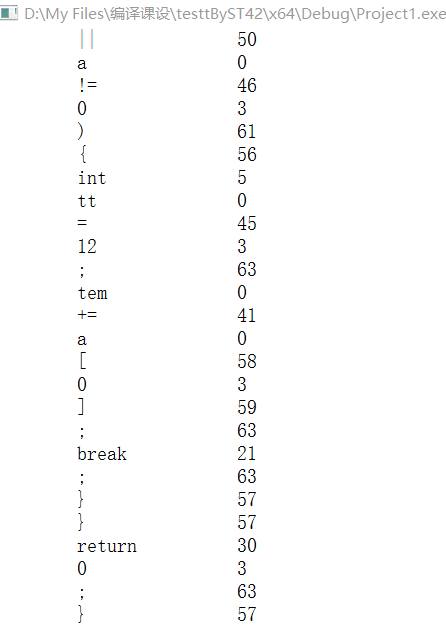 D:\My Files\编译课设\testtByST42\x64\Debug\Project1.exe
|| 50
a 0
!= 46
0 3
) 61
{ 56
int 5
tt 0
= 45
12 3
; 63
tem 0
+= 41
a 0
[ 58
0 3
] 59
; 63
break 21
; 63
} 57
} 57
return 30
0 3
; 63
} 57